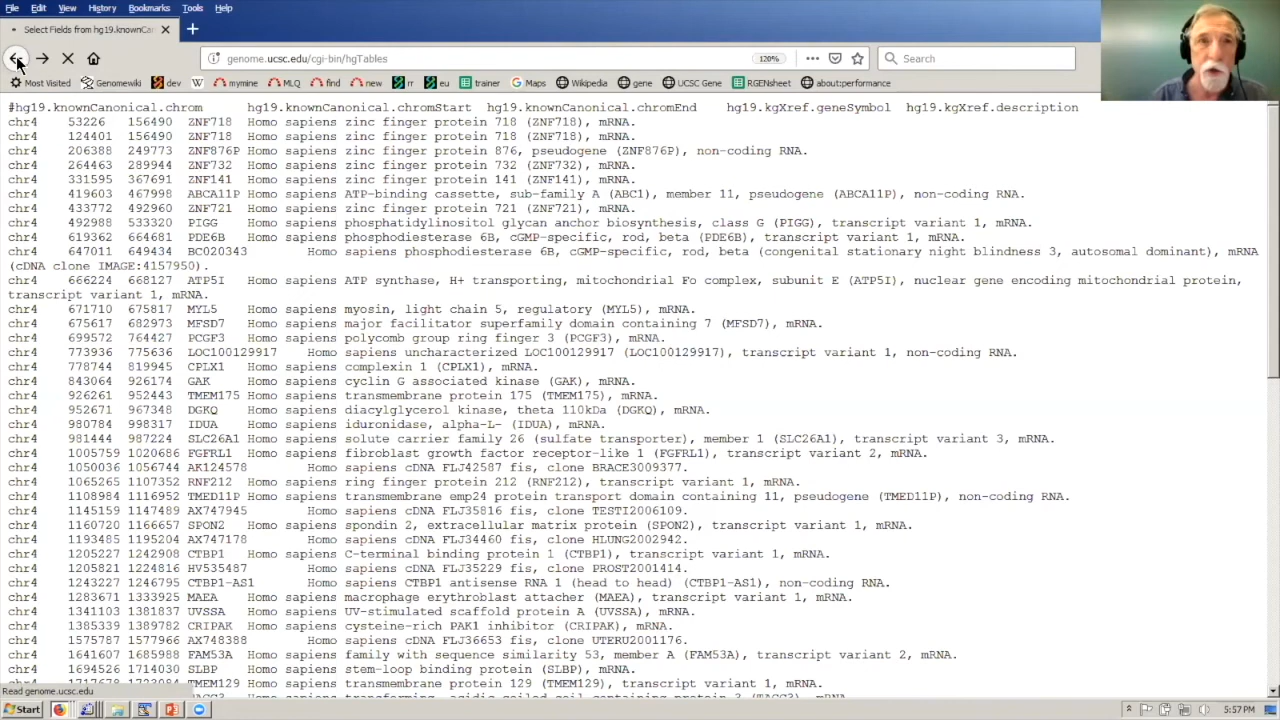 File Edit View History Bookmarks Tools Help
Select Fields from hg19.knownCa
genome.ucsc.edu/cgi-bin/hgTables 120% Search
Most Visited Genomewiki dev mymine MLQ find new rr eu trainer Maps Wikipedia gene UCSC Gene RGENsheet about:performance
#hg19.knownCanonical.chrom hg19.knownCanonical.chromStart hg19.knownCanonical.chromEnd hg19.kgXref.geneSymbol hg19.kgXref.description
chr4 53226 156490 ZNF718 Homo sapiens zinc finger protein 718 (ZNF718), mRNA.
chr4 124401 156490 ZNF718 Homo sapiens zinc finger protein 718 (ZNF718), mRNA.
chr4 206388 249773 ZNF876P Homo sapiens zinc finger protein 876, pseudogene (ZNF876P), non-coding RNA.
chr4 264463 289944 ZNF732 Homo sapiens zinc finger protein 732 (ZNF732), mRNA.
chr4 331595 367691 ZNF141 Homo sapiens zinc finger protein 141 (ZNF141), mRNA.
chr4 419603 467998 ABCA11P Homo sapiens ATP-binding cassette, sub-family A (ABC1), member 11, pseudogene (ABCA11P), non-coding RNA.
chr4 433772 492960 ZNF721 Homo sapiens zinc finger protein 721 (ZNF721), mRNA.
chr4 492988 533320 PIGG Homo sapiens phosphatidylinositol glycan anchor biosynthesis, class G (PIGG), transcript variant 1, mRNA.
chr4 619362 664681 PDE6B Homo sapiens phosphodiesterase 6B, cGMP-specific, rod, beta (PDE6B), transcript variant 1, mRNA.
chr4 647011 649434 BC020343 Homo sapiens phosphodiesterase 6B, cGMP-specific, rod, beta (congenital stationary night blindness 3, autosomal dominant), mRNA
(cDNA clone IMAGE:4157950).
chr4 666224 668127 ATP5I Homo sapiens ATP synthase, H+ transporting, mitochondrial Fo complex, subunit E (ATP5I), nuclear gene encoding mitochondrial protein,
transcript variant 1, mRNA.
chr4 671710 675817 MYL5 Homo sapiens myosin, light chain 5, regulatory (MYL5), mRNA.
chr4 675617 682973 MFSD7 Homo sapiens major facilitator superfamily domain containing 7 (MFSD7), mRNA.
chr4 699572 764427 PCGF3 Homo sapiens polycomb group ring finger 3 (PCGF3), mRNA.
chr4 773936 775636 LOC100129917 Homo sapiens uncharacterized LOC100129917 (LOC100129917), transcript variant 1, non-coding RNA.
chr4 778744 819945 CPLX1 Homo sapiens complexin 1 (CPLX1), mRNA.
chr4 843064 926174 GAK Homo sapiens cyclin G associated kinase (GAK), mRNA.
chr4 926261 952443 TMEM175 Homo sapiens transmembrane protein 175 (TMEM175), mRNA.
chr4 952671 967348 DGKQ Homo sapiens diacylglycerol kinase, theta 110kDa (DGKQ), mRNA.
chr4 980784 998317 IDUA Homo sapiens iduronidase, alpha-L- (IDUA), mRNA.
chr4 981444 987224 SLC26A1 Homo sapiens solute carrier family 26 (sulfate transporter), member 1 (SLC26A1), transcript variant 3, mRNA.
chr4 1005759 1020686 FGFRL1 Homo sapiens fibroblast growth factor receptor-like 1 (FGFRL1), transcript variant 2, mRNA.
chr4 1050036 1056744 AK124578 Homo sapiens cDNA FLJ42587 fis, clone BRACE3009377.
chr4 1065265 1107352 RNF212 Homo sapiens ring finger protein 212 (RNF212), transcript variant 1, mRNA.
chr4 1108984 1116952 TMED11P Homo sapiens transmembrane emp24 protein transport domain containing 11, pseudogene (TMED11P), non-coding RNA.
chr4 1145159 1147489 AX747945 Homo sapiens cDNA FLJ35816 fis, clone TESTI2006109.
chr4 1160720 1166657 SPON2 Homo sapiens spondin 2, extracellular matrix protein (SPON2), transcript variant 1, mRNA.
chr4 1193485 1195204 AX747178 Homo sapiens cDNA FLJ34460 fis, clone HLUNG2002942.
chr4 1205227 1242908 CTBP1 Homo sapiens C-terminal binding protein 1 (CTBP1), transcript variant 1, mRNA.
chr4 1205821 1224816 HV535487 Homo sapiens cDNA FLJ35229 fis, clone PROST2001414.
chr4 1243227 1246795 CTBP1-AS1 Homo sapiens CTBP1 antisense RNA 1 (head to head) (CTBP1-AS1), non-coding RNA.
chr4 1283671 1333925 MAEA Homo sapiens macrophage erythroblast attacher (MAEA), transcript variant 1, mRNA.
chr4 1341103 1381837 UVSSA Homo sapiens UV-stimulated scaffold protein A (UVSSA), mRNA.
chr4 1385339 1389782 CRIPAK Homo sapiens cysteine-rich PAK1 inhibitor (CRIPAK), mRNA.
chr4 1575787 1577966 AX748388 Homo sapiens cDNA FLJ36653 fis, clone UTERU2001176.
chr4 1641607 1685988 FAM53A Homo sapiens family with sequence similarity 53, member A (FAM53A), transcript variant 2, mRNA.
chr4 1694526 1714030 SLBP Homo sapiens stem-loop binding protein (SLBP), mRNA.
chr4 TMEM129 Homo sapiens transmembrane protein 129 (TMEM129), transcript variant 1, mRNA.
Read genome.ucsc.edu
Start 5:57 PM